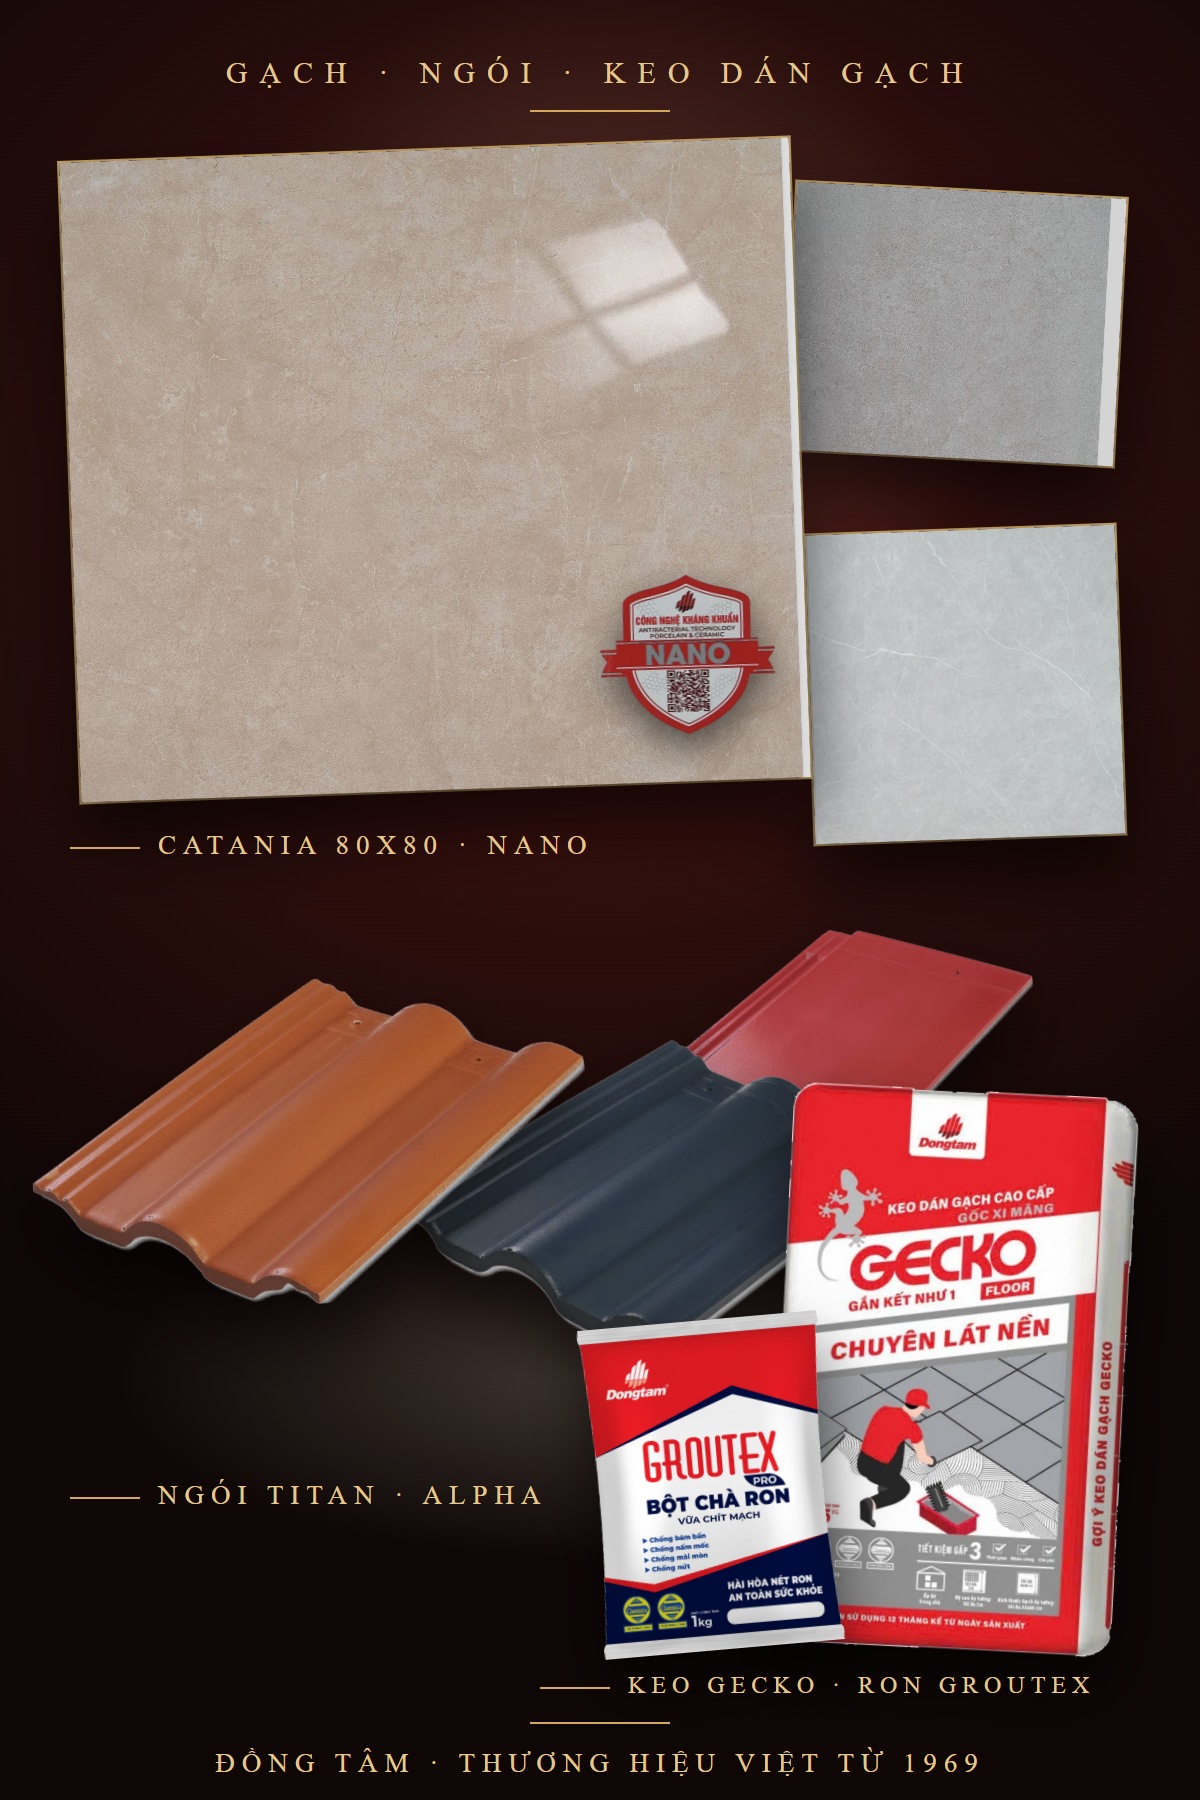 GẠCH · NGÓI · KEO DÁN GẠCH
CÔNG NGHỆ KHÁNG KHUẨN
ANTIBACTERIAL TECHNOLOGY
PORCELAIN & CERAMIC
NANO
CATANIA 80X80 · NANO
Dongtam
KEO DÁN GẠCH CAO CẤP
GỐC XI MĂNG
GECKO
GẮN KẾT NHƯ 1
FLOOR
CHUYÊN LÁT NỀN
GỢI Ý KEO DÁN GẠCH GECKO
TIẾT KIỆM GẤP 3
SỬ DỤNG 12 THÁNG KỂ TỪ NGÀY SẢN XUẤT
Dongtam
GROUTEX
PRO
BỘT CHÀ RON
VỮA CHÍT MẠCH
Chống bám bẩn
Chống nấm mốc
Chống mài mòn
Chống nứt
HÀI HÒA NÉT RON
AN TOÀN SỨC KHỎE
1kg
NGÓI TITAN · ALPHA
KEO GECKO · RON GROUTEX
ĐỒNG TÂM · THƯƠNG HIỆU VIỆT TỪ 1969